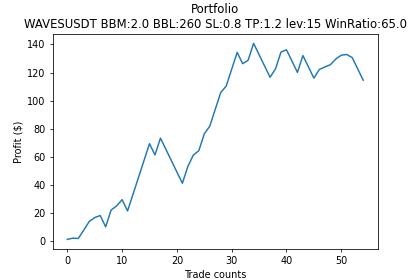 Portfolio
WAVESUSDT BBM:2.0 BBL:260 SL:0.8 TP:1.2 lev:15 WinRatio:65.0
140
120
100
80
60
40
20
0
Profit ($)
0 10 20 30 40 50
Trade counts